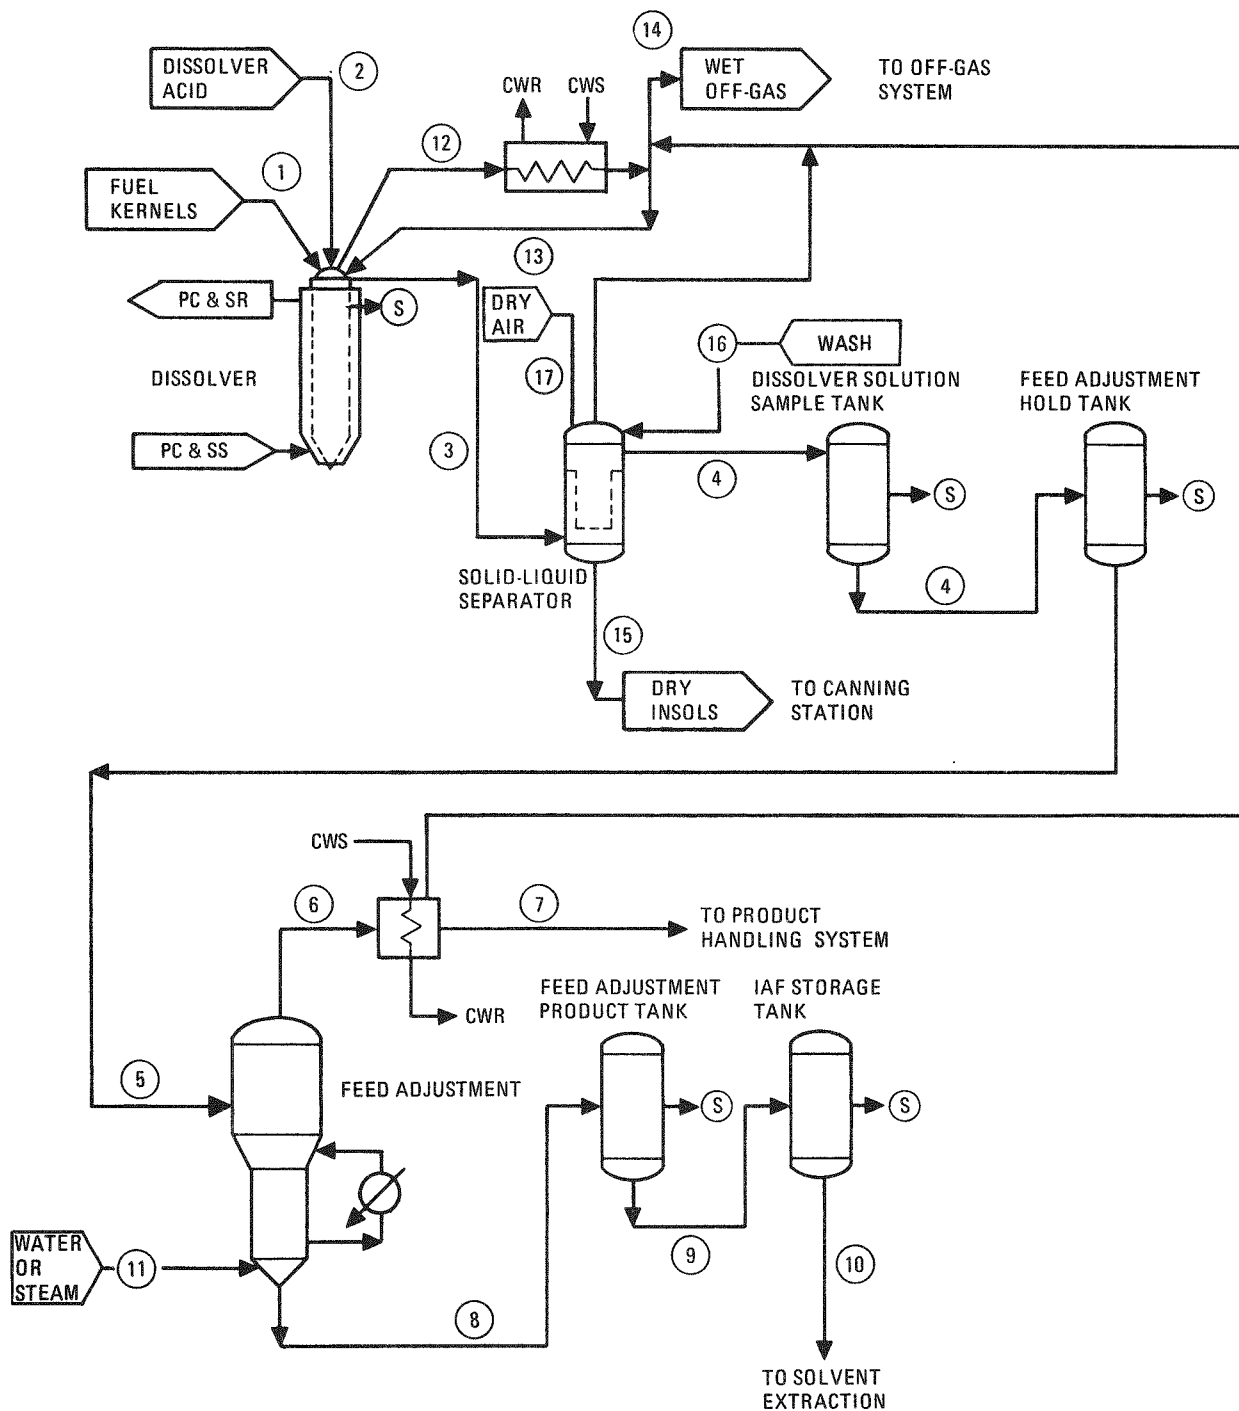 14
DISSOLVER
ACID
2
WET
OFF-GAS
TO OFF-GAS
SYSTEM
CWR
CWS
12
1
FUEL
KERNELS
13
PC & SR
S
DRY
AIR
16
WASH
17
DISSOLVER
DISSOLVER SOLUTION
SAMPLE TANK
FEED ADJUSTMENT
HOLD TANK
PC & SS
3
4
S
S
SOLID-LIQUID
SEPARATOR
4
15
DRY
INSOLS
TO CANNING
STATION
CWS
6
7
TO PRODUCT
HANDLING SYSTEM
CWR
FEED ADJUSTMENT
PRODUCT TANK
IAF STORAGE
TANK
5
FEED ADJUSTMENT
S
S
WATER
OR
STEAM
11
9
10
8
TO SOLVENT
EXTRACTION